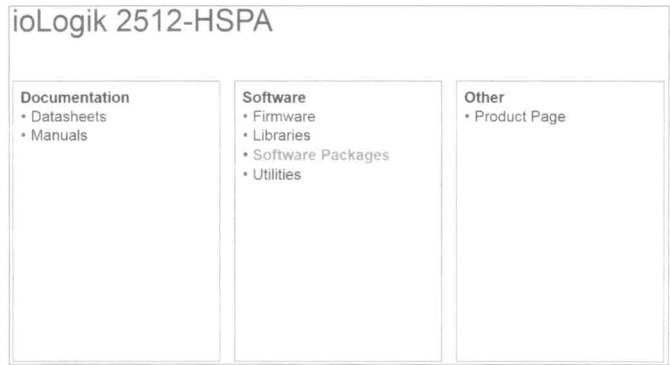 ioLogik 2512-HSPA
Documentation
• Datasheets
• Manuals
Software
• Firmware
• Libraries
• Software Packages
• Utilities
Other
• Product Page